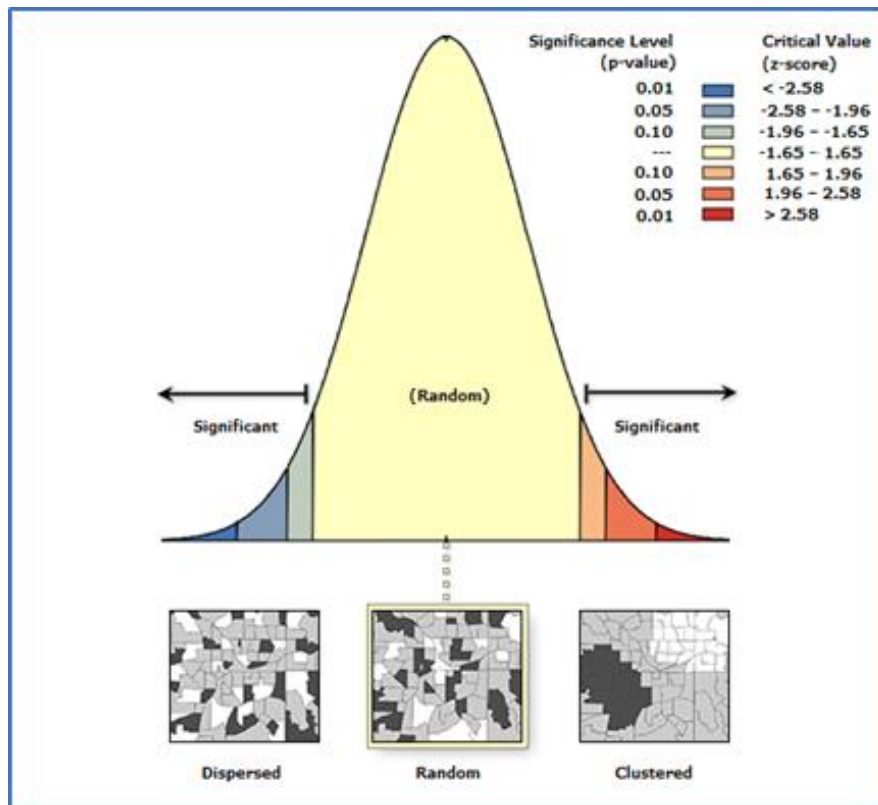 Significance Level (p-value) Critical Value (z-score)
0.01 < -2.58
0.05 -2.58 – -1.96
0.10 -1.96 – -1.65
--- -1.65 – 1.65
0.10 1.65 – 1.96
0.05 1.96 – 2.58
0.01 > 2.58
(Random)
Significant Significant
Dispersed Random Clustered